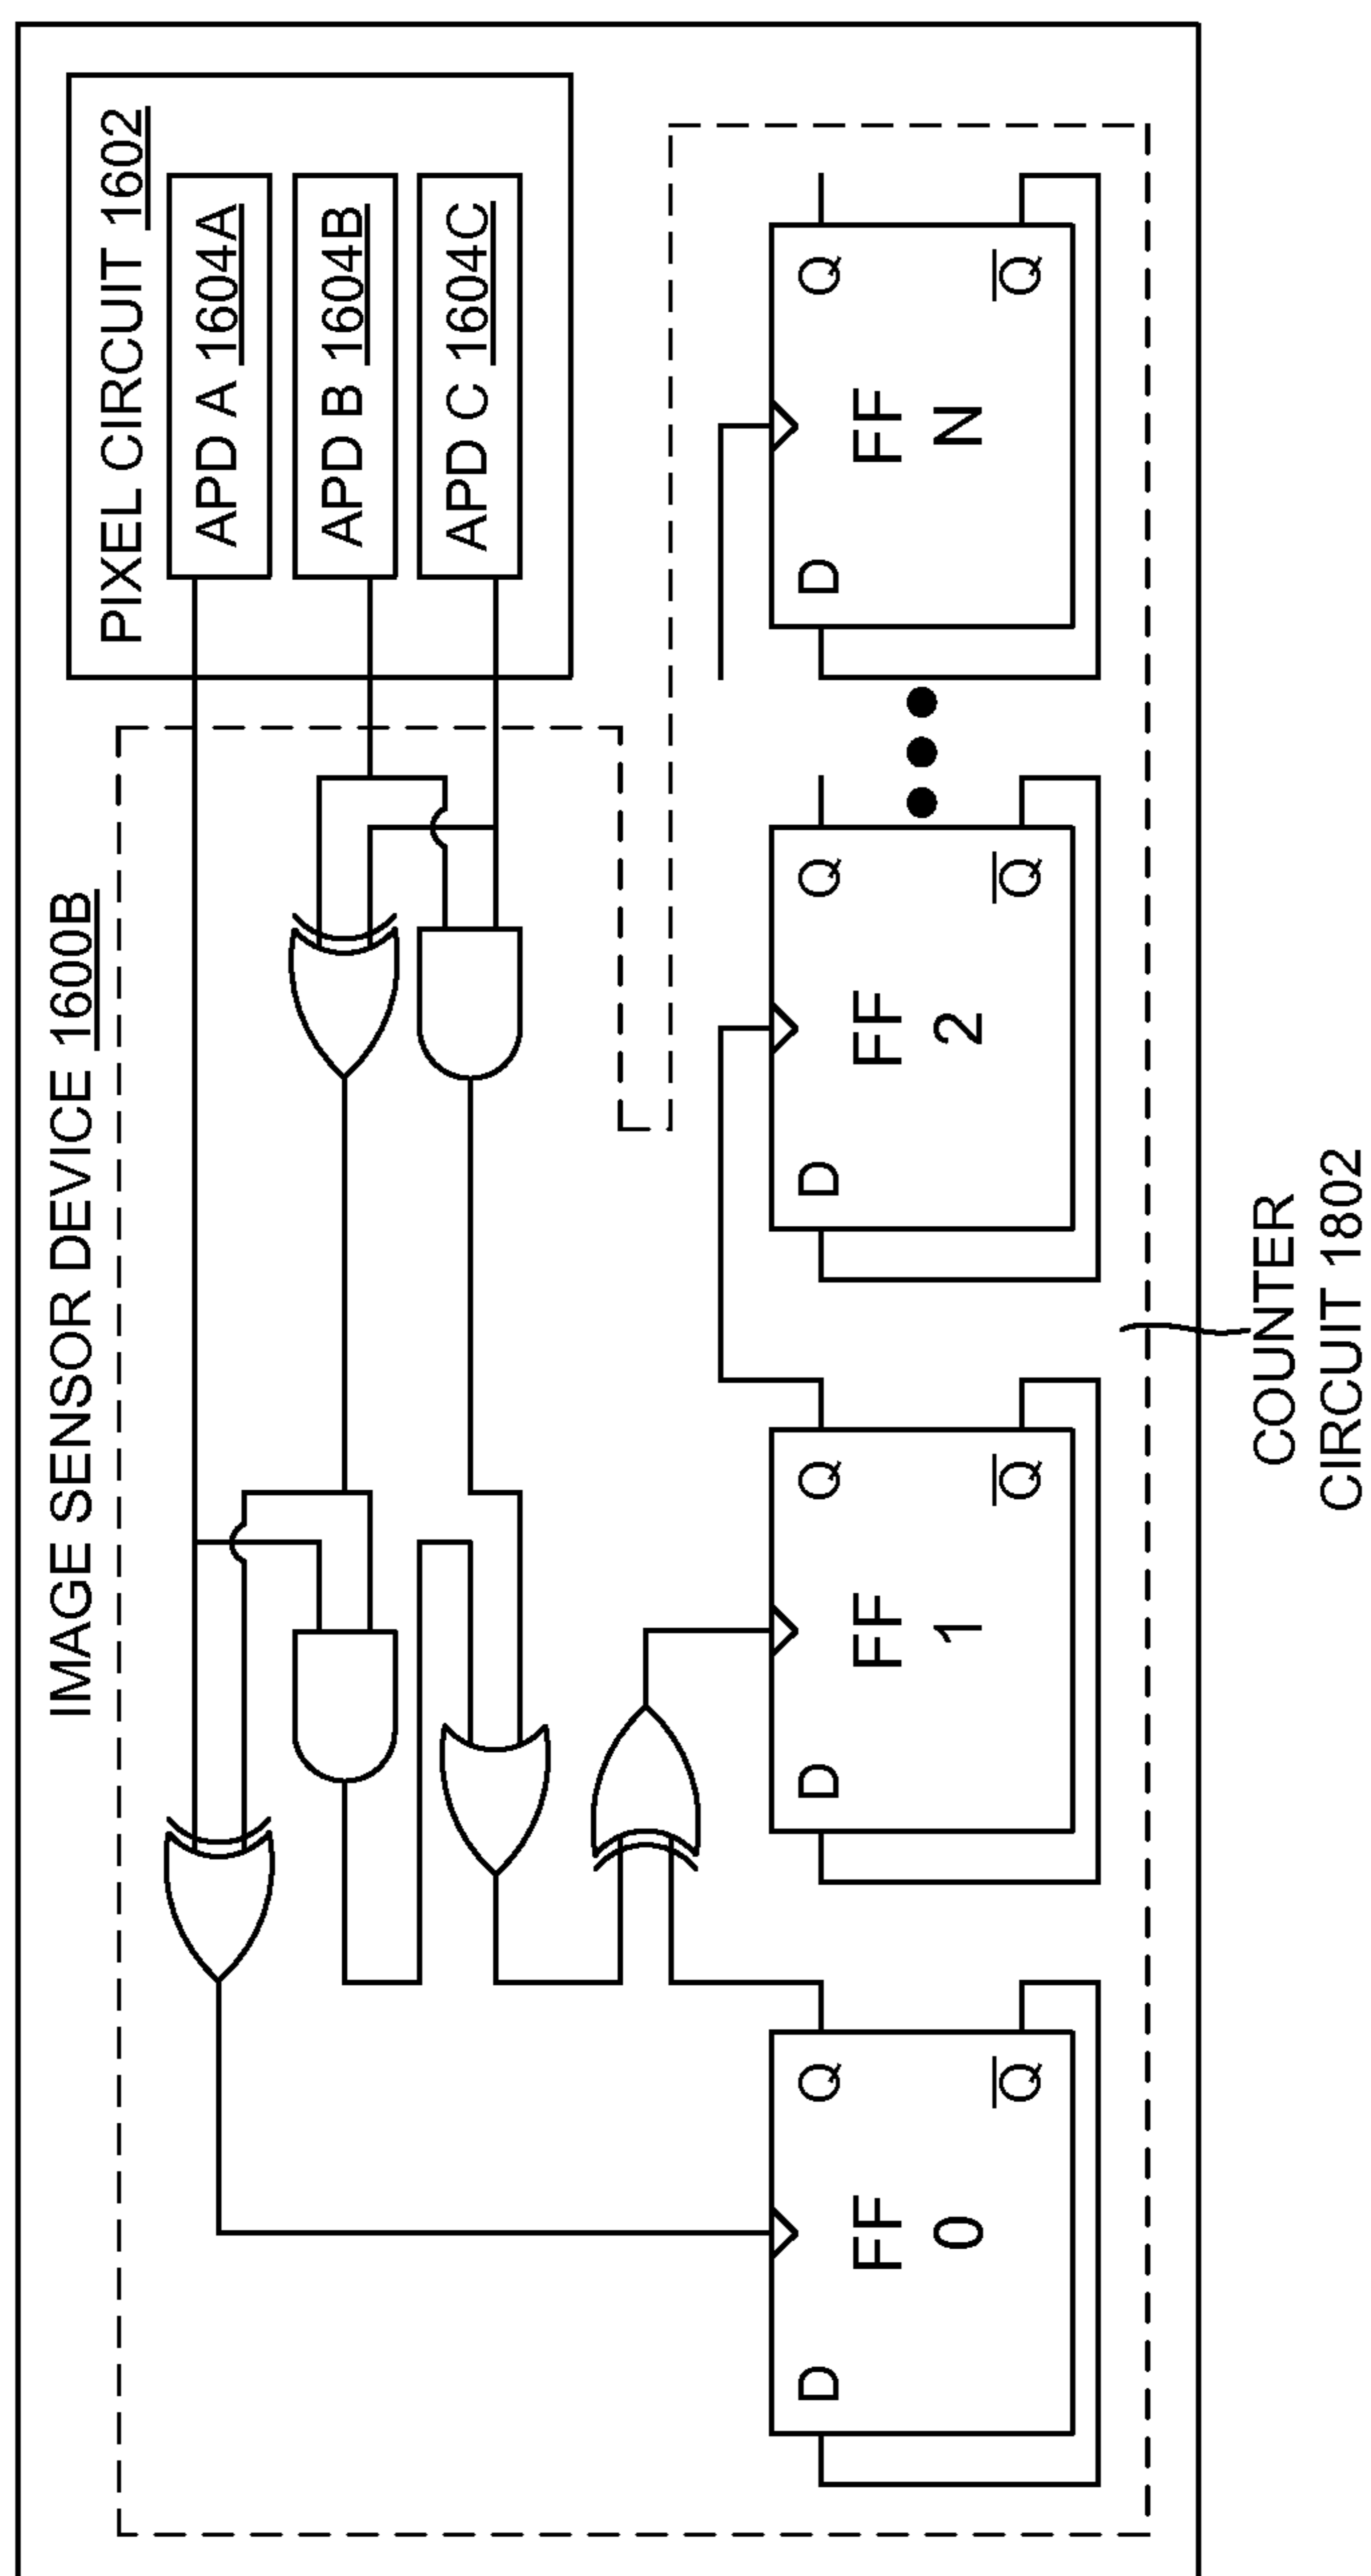 IMAGE SENSOR DEVICE 1600B
PIXEL CIRCUIT 1602
APD A 1604A
APD B 1604B
APD C 1604C
D
Q
FF
0
Q
D
Q
FF
1
Q
D
Q
FF
2
Q
D
Q
FF
N
Q
COUNTER
CIRCUIT 1802